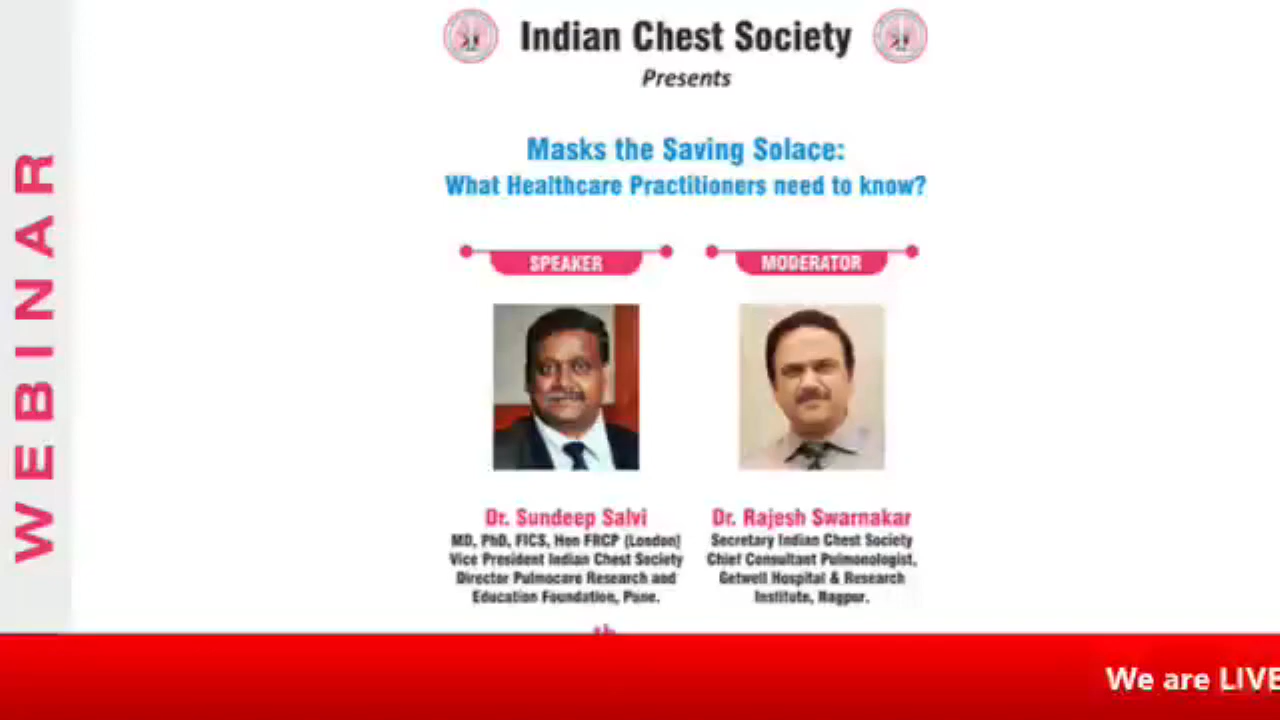 Indian Chest Society
Presents
Masks the Saving Solace:
What Healthcare Practitioners need to know?
WEBINAR
SPEAKER
Dr. Sundeep Salvi
MD, PhD, FICS, Hon FRCP (London)
Vice President Indian Chest Society
Director Pulmocare Research and
Education Foundation, Pune.
MODERATOR
Dr. Rajesh Swarnakar
Secretary Indian Chest Society
Chief Consultant Pulmonologist,
Getwell Hospital & Research
Institute, Nagpur.
th
We are LIVE